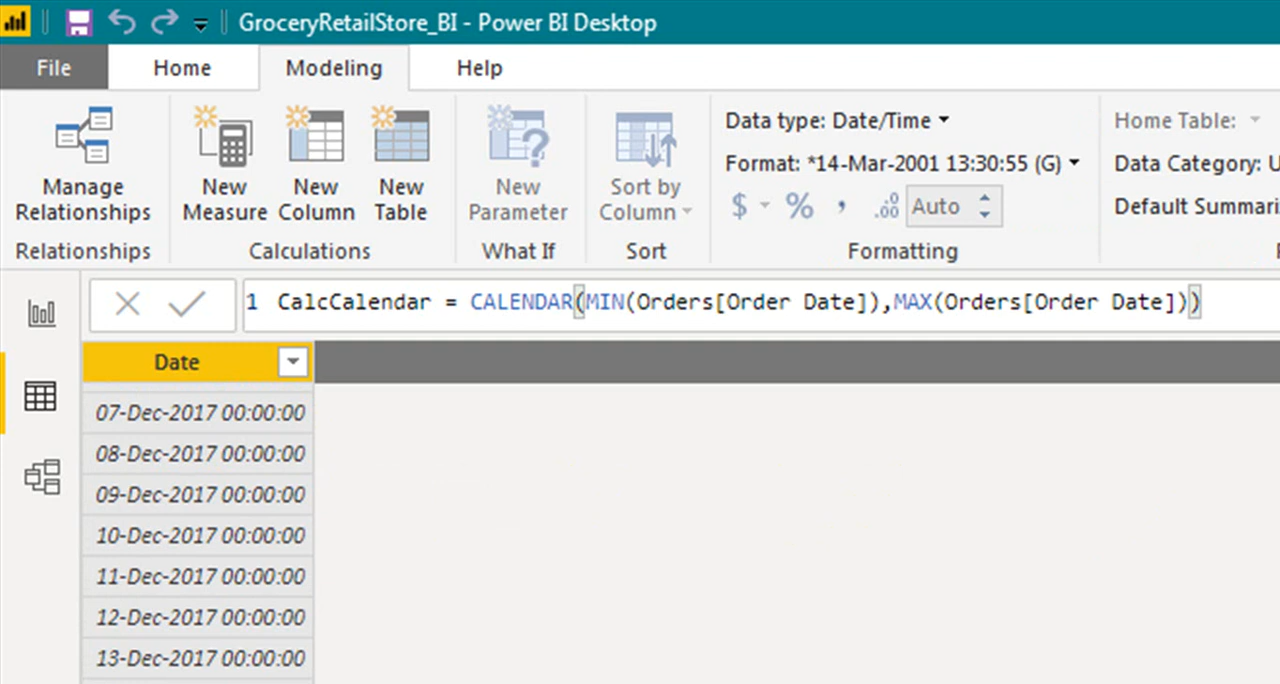 GroceryRetailStore_BI - Power BI Desktop
File Home Modeling Help
Manage Relationships
New Measure
New Column
New Table
New Parameter
Sort by Column
Data type: Date/Time
Format: *14-Mar-2001 13:30:55 (G)
$ % , .00 Auto
Home Table:
Data Category: U
Default Summari
Relationships Calculations What If Sort Formatting
1 CalcCalendar = CALENDAR(MIN(Orders[Order Date]),MAX(Orders[Order Date]))
Date
07-Dec-2017 00:00:00
08-Dec-2017 00:00:00
09-Dec-2017 00:00:00
10-Dec-2017 00:00:00
11-Dec-2017 00:00:00
12-Dec-2017 00:00:00
13-Dec-2017 00:00:00